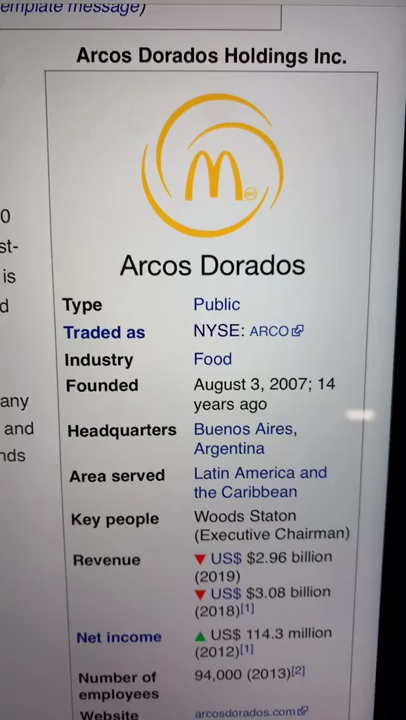 emplate message)
Arcos Dorados Holdings Inc.
Arcos Dorados
Type Public
Traded as NYSE: ARCO
Industry Food
Founded August 3, 2007; 14
years ago
Headquarters Buenos Aires,
Argentina
Area served Latin America and
the Caribbean
Key people Woods Staton
(Executive Chairman)
Revenue ▼ US$ $2.96 billion
(2019)
▼ US$ $3.08 billion
(2018)[1]
Net income ▲ US$ 114.3 million
(2012)[1]
Number of 94,000 (2013)[2]
employees
Website arcosdorados.com
0
st-
is
d
any
and
nds